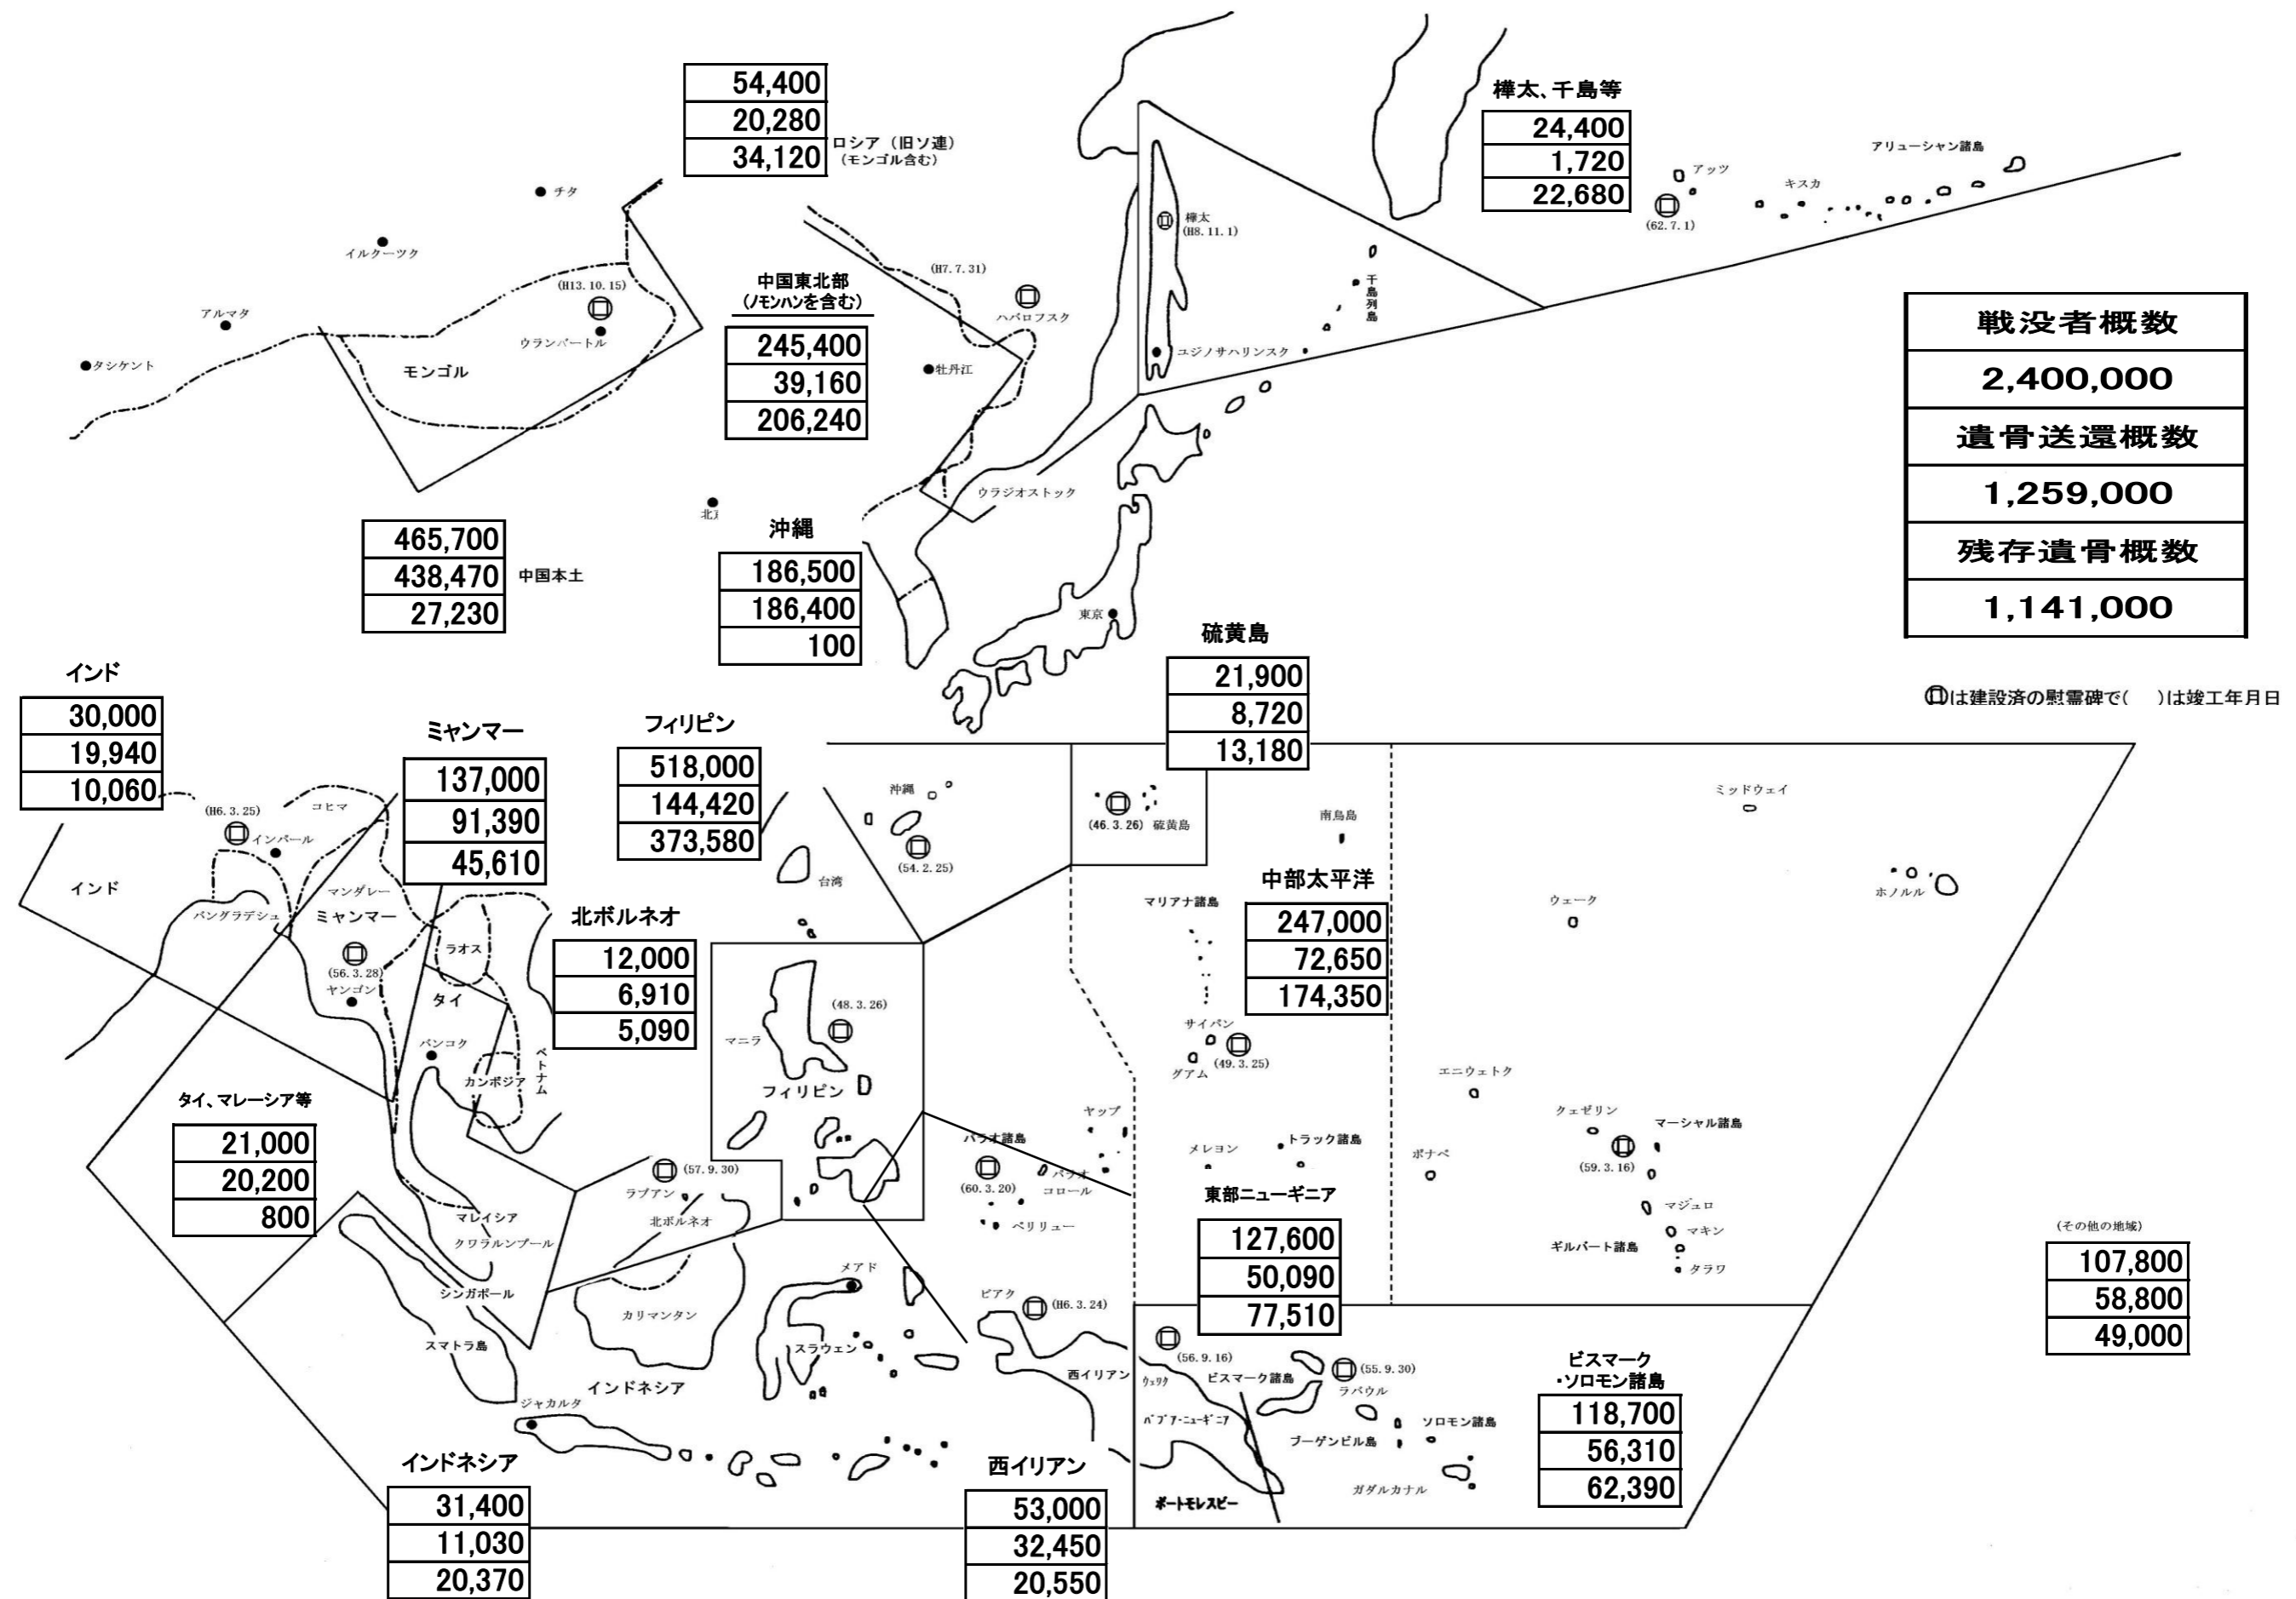 54,400
20,280
34,120
ロシア（旧ソ連）
（モンゴル含む）
樺太、千島等
24,400
1,720
22,680
アリューシャン諸島
アッツ
キスカ
(62.7.1)
チタ
イルクーツク
アルマタ
タシケント
(H13.10.15)
ウランバートル
モンゴル
中国東北部
（ノモンハンを含む）
245,400
39,160
206,240
(H7.7.31)
ハバロフスク
牡丹江
樺太
(H8.11.1)
千島列島
ユジノサハリンスク
ウラジオストック
戦没者概数
2,400,000
遺骨送還概数
1,259,000
残存遺骨概数
1,141,000
は建設済の慰霊碑で(　)は竣工年月日
465,700
438,470
27,230
中国本土
沖縄
186,500
186,400
100
東京
硫黄島
21,900
8,720
13,180
インド
30,000
19,940
10,060
ミャンマー
137,000
91,390
45,610
フィリピン
518,000
144,420
373,580
(H6.3.25)
コヒマ
インパール
インド
バングラデシュ
マンダレー
ミャンマー
(56.3.28)
ヤンゴン
ラオス
タイ
バンコク
カンボジア
ベトナム
沖縄
(54.2.25)
台湾
(46.3.26)
硫黄島
南鳥島
ミッドウェイ
ホノルル
ウェーク
北ボルネオ
12,000
6,910
5,090
(48.3.26)
マニラ
フィリピン
中部太平洋
247,000
72,650
174,350
マリアナ諸島
サイパン
(49.3.25)
グアム
エニウェトク
クェゼリン
マーシャル諸島
(59.3.16)
ヤップ
パラオ諸島
(60.3.20)
パラオ
コロール
ペリリュー
メレヨン
トラック諸島
ポナペ
マジュロ
マキン
ギルバート諸島
タラワ
タイ、マレーシア等
21,000
20,200
800
マレイシア
クワラルンプール
シンガポール
スマトラ島
(57.9.30)
ラブアン
北ボルネオ
カリマンタン
メアド
スラウェン
インドネシア
ジャカルタ
東部ニューギニア
127,600
50,090
77,510
(その他の地域)
107,800
58,800
49,000
ビアク
(H6.3.24)
西イリアン
(56.9.16)
ウェワク
ビスマーク諸島
(55.9.30)
ラバウル
パプアーニューギニア
ブーゲンビル島
ソロモン諸島
ガダルカナル
ポートモレスビー
ビスマーク
・ソロモン諸島
118,700
56,310
62,390
インドネシア
31,400
11,030
20,370
西イリアン
53,000
32,450
20,550